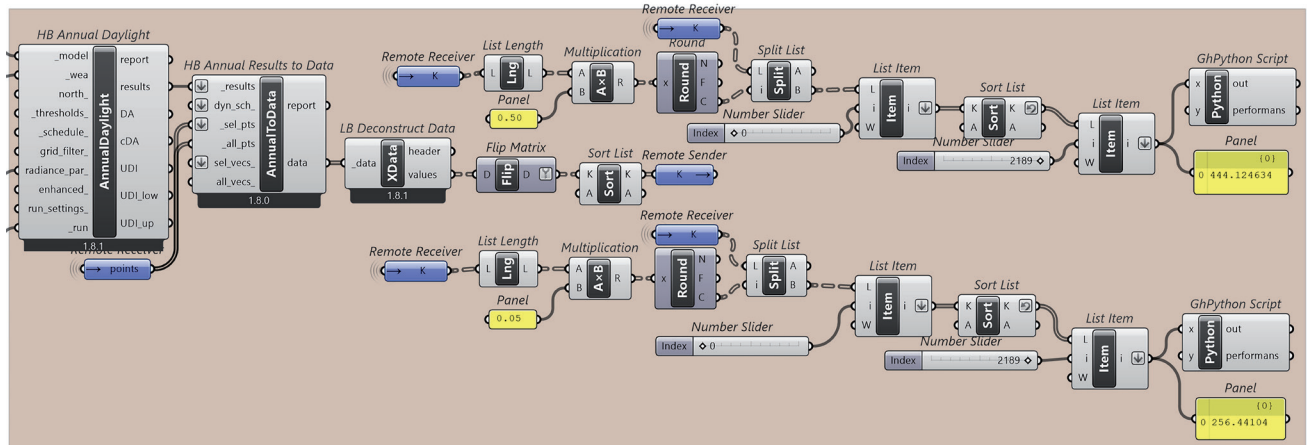 HB Annual Daylight
_model
_wea
north_
_thresholds_
_schedule_
grid_filter_
radiance_par_
enhanced_
run_settings_
_run
AnnualDaylight
report
results
DA
cDA
UDI
UDI_low
UDI_up
1.8.1
Remote Receiver
points
HB Annual Results to Data
_results
dyn_sch_
_sel_pts
_all_pts
sel_vecs_
all_vecs_
AnnualDlToData
report
data
1.8.0
LB Deconstruct Data
_data
XData
header
values
1.8.1
Flip Matrix
D
Flip
D
Sort List
K
A
Sort
K
A
Remote Sender
K
Remote Receiver
K
List Length
L
Lng
L
Panel
0.50
Multiplication
A
B
A×B
R
Remote Receiver
K
Round
x
Round
N
F
C
Split List
L
i
Split
A
B
Number Slider
Index
0
List Item
L
i
W
Item
i
Sort List
K
A
Sort
K
A
Number Slider
Index
2189
List Item
L
i
W
Item
i
GhPython Script
x
y
Python
out
performans
Panel
{0}
0 444.124634
Remote Receiver
K
List Length
L
Lng
L
Panel
0.05
Multiplication
A
B
A×B
R
Remote Receiver
K
x
Round
N
F
C
Split List
L
i
Split
A
B
Number Slider
Index
0
List Item
L
i
W
Item
i
Sort List
K
A
Sort
K
A
Number Slider
Index
2189
List Item
L
i
W
Item
i
GhPython Script
x
y
Python
out
performans
Panel
{0}
0 256.44104